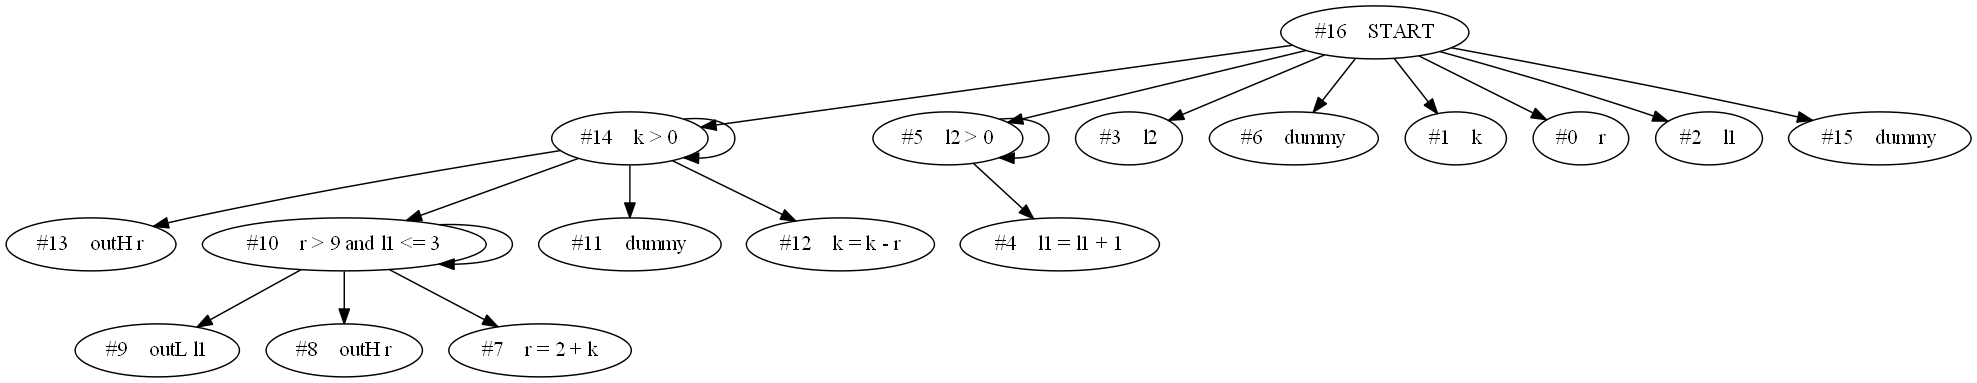 #16 START
#14 k > 0
#5 l2 > 0
#3 l2
#6 dummy
#1 k
#0 r
#2 l1
#15 dummy
#13 outH r
#10 r > 9 and l1 <= 3
#11 dummy
#12 k = k - r
#4 l1 = l1 + 1
#9 outL l1
#8 outH r
#7 r = 2 + k